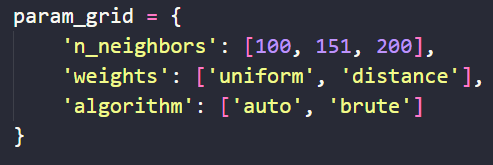 param_grid = {
    'n_neighbors': [100, 151, 200],
    'weights': ['uniform', 'distance'],
    'algorithm': ['auto', 'brute']
}